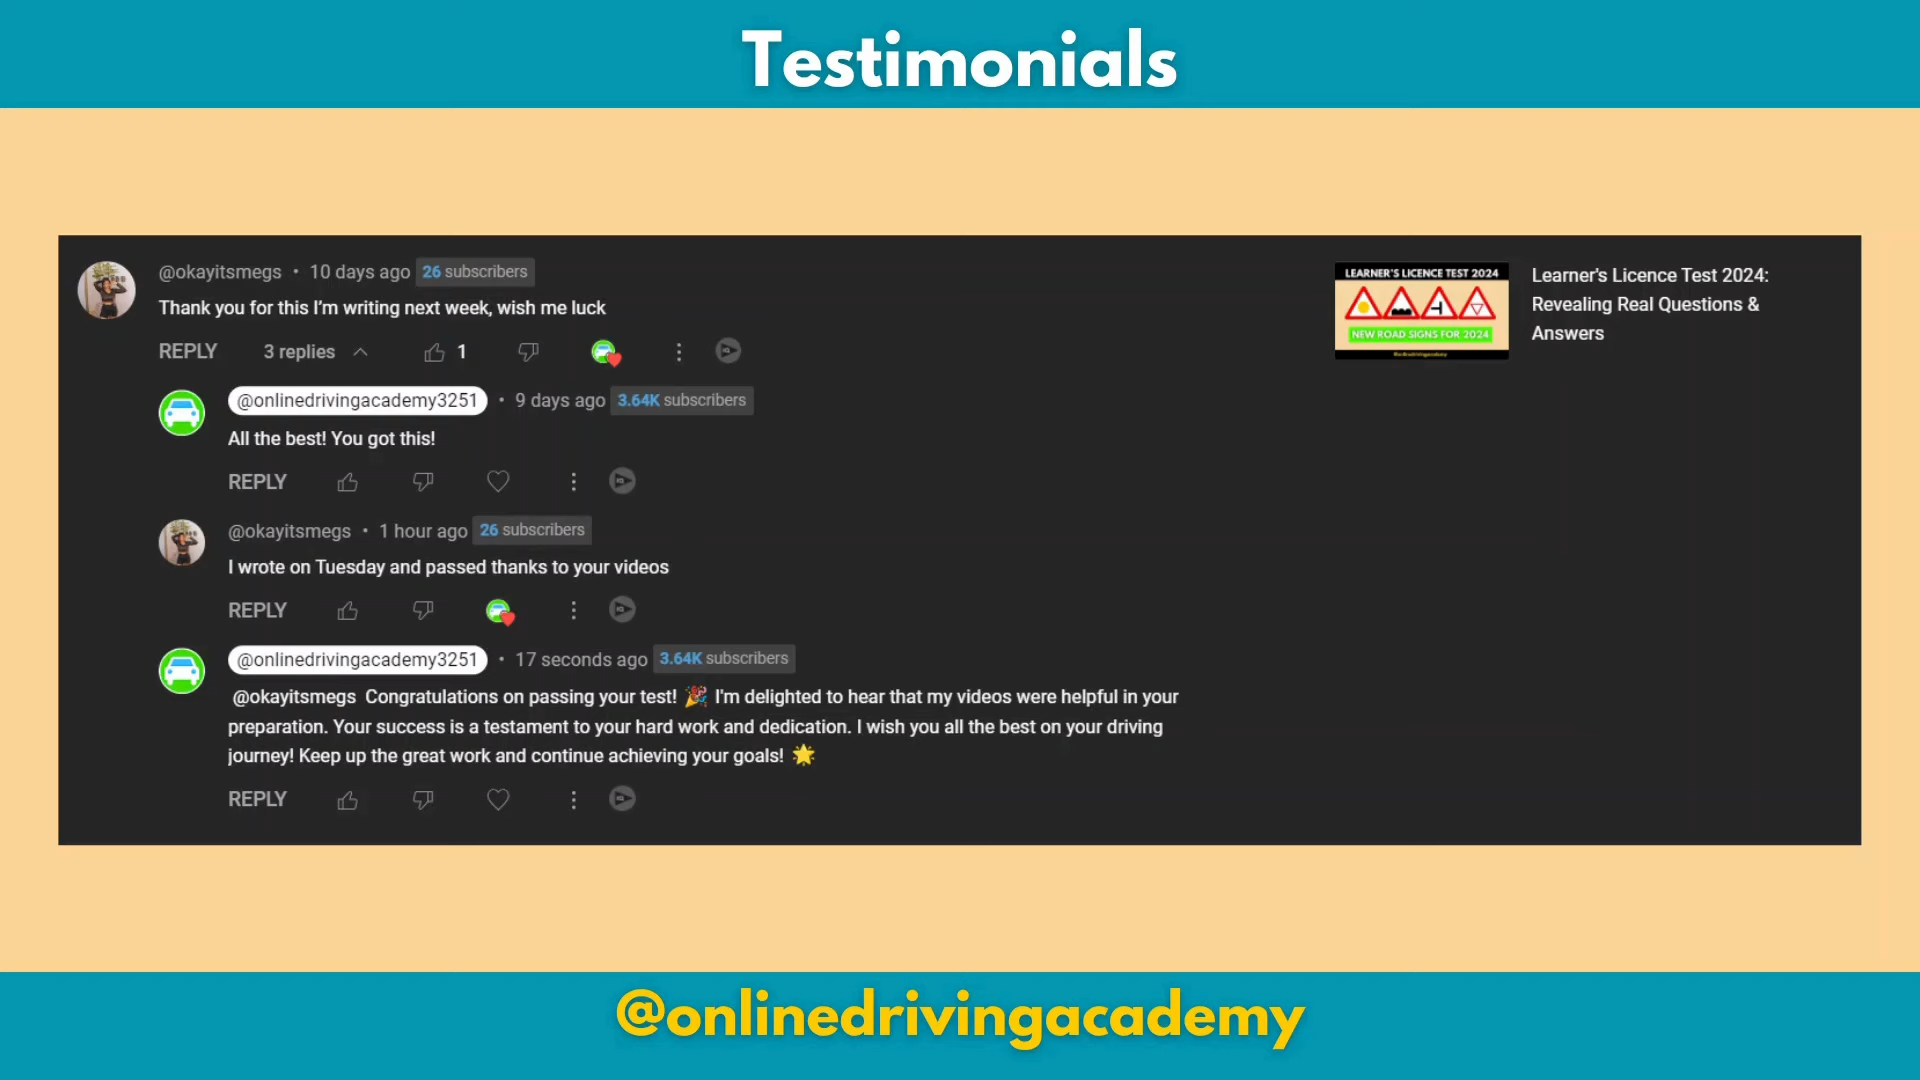 Testimonials
@okayitsmegs • 10 days ago 26 subscribers
Thank you for this I'm writing next week, wish me luck
REPLY 3 replies 1
LEARNER'S LICENCE TEST 2024
NEW ROAD SIGNS FOR 2024
@onlinedrivingacademy
Learner's Licence Test 2024:
Revealing Real Questions &
Answers
@onlinedrivingacademy3251 • 9 days ago 3.64K subscribers
All the best! You got this!
REPLY
@okayitsmegs • 1 hour ago 26 subscribers
I wrote on Tuesday and passed thanks to your videos
REPLY
@onlinedrivingacademy3251 • 17 seconds ago 3.64K subscribers
@okayitsmegs Congratulations on passing your test! 🎉 I'm delighted to hear that my videos were helpful in your
preparation. Your success is a testament to your hard work and dedication. I wish you all the best on your driving
journey! Keep up the great work and continue achieving your goals! 🌟
REPLY
@onlinedrivingacademy